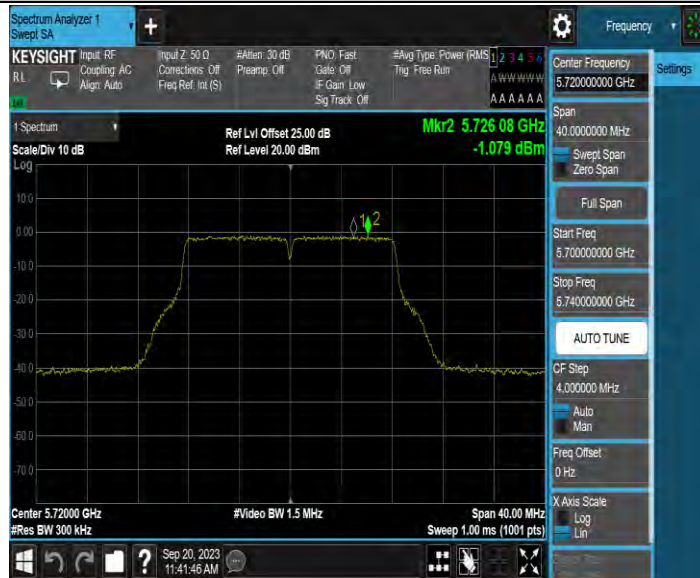 Spectrum Analyzer 1
Swept SA
+
Frequency
KEYSIGHT
RL
Input: RF
Coupling: AC
Align: Auto
Input Z: 50 Ω
Corrections: Off
Freq Ref: Int (S)
#Atten: 30 dB
Preamp: Off
PNO: Fast
Gate: Off
IF Gain: Low
Sig Track: Off
#Avg Type: Power (RMS
Trig: Free Run
1 2 3 4 5 6
A W W W W W
A A A A A A
1 Spectrum
Scale/Div 10 dB
Ref Lvl Offset 25.00 dB
Ref Level 20.00 dBm
Mkr2 5.726 08 GHz
-1.079 dBm
Log
10.0
0.00
-10.0
-20.0
-30.0
-40.0
-50.0
-60.0
-70.0
1
2
Center 5.72000 GHz
#Res BW 300 kHz
#Video BW 1.5 MHz
Span 40.00 MHz
Sweep 1.00 ms (1001 pts)
Center Frequency
5.720000000 GHz
Settings
Span
40.0000000 MHz
Swept Span
Zero Span
Full Span
Start Freq
5.700000000 GHz
Stop Freq
5.740000000 GHz
AUTO TUNE
CF Step
4.000000 MHz
Auto
Man
Freq Offset
0 Hz
X Axis Scale
Log
Lin
?
Sep 20, 2023
11:41:46 AM